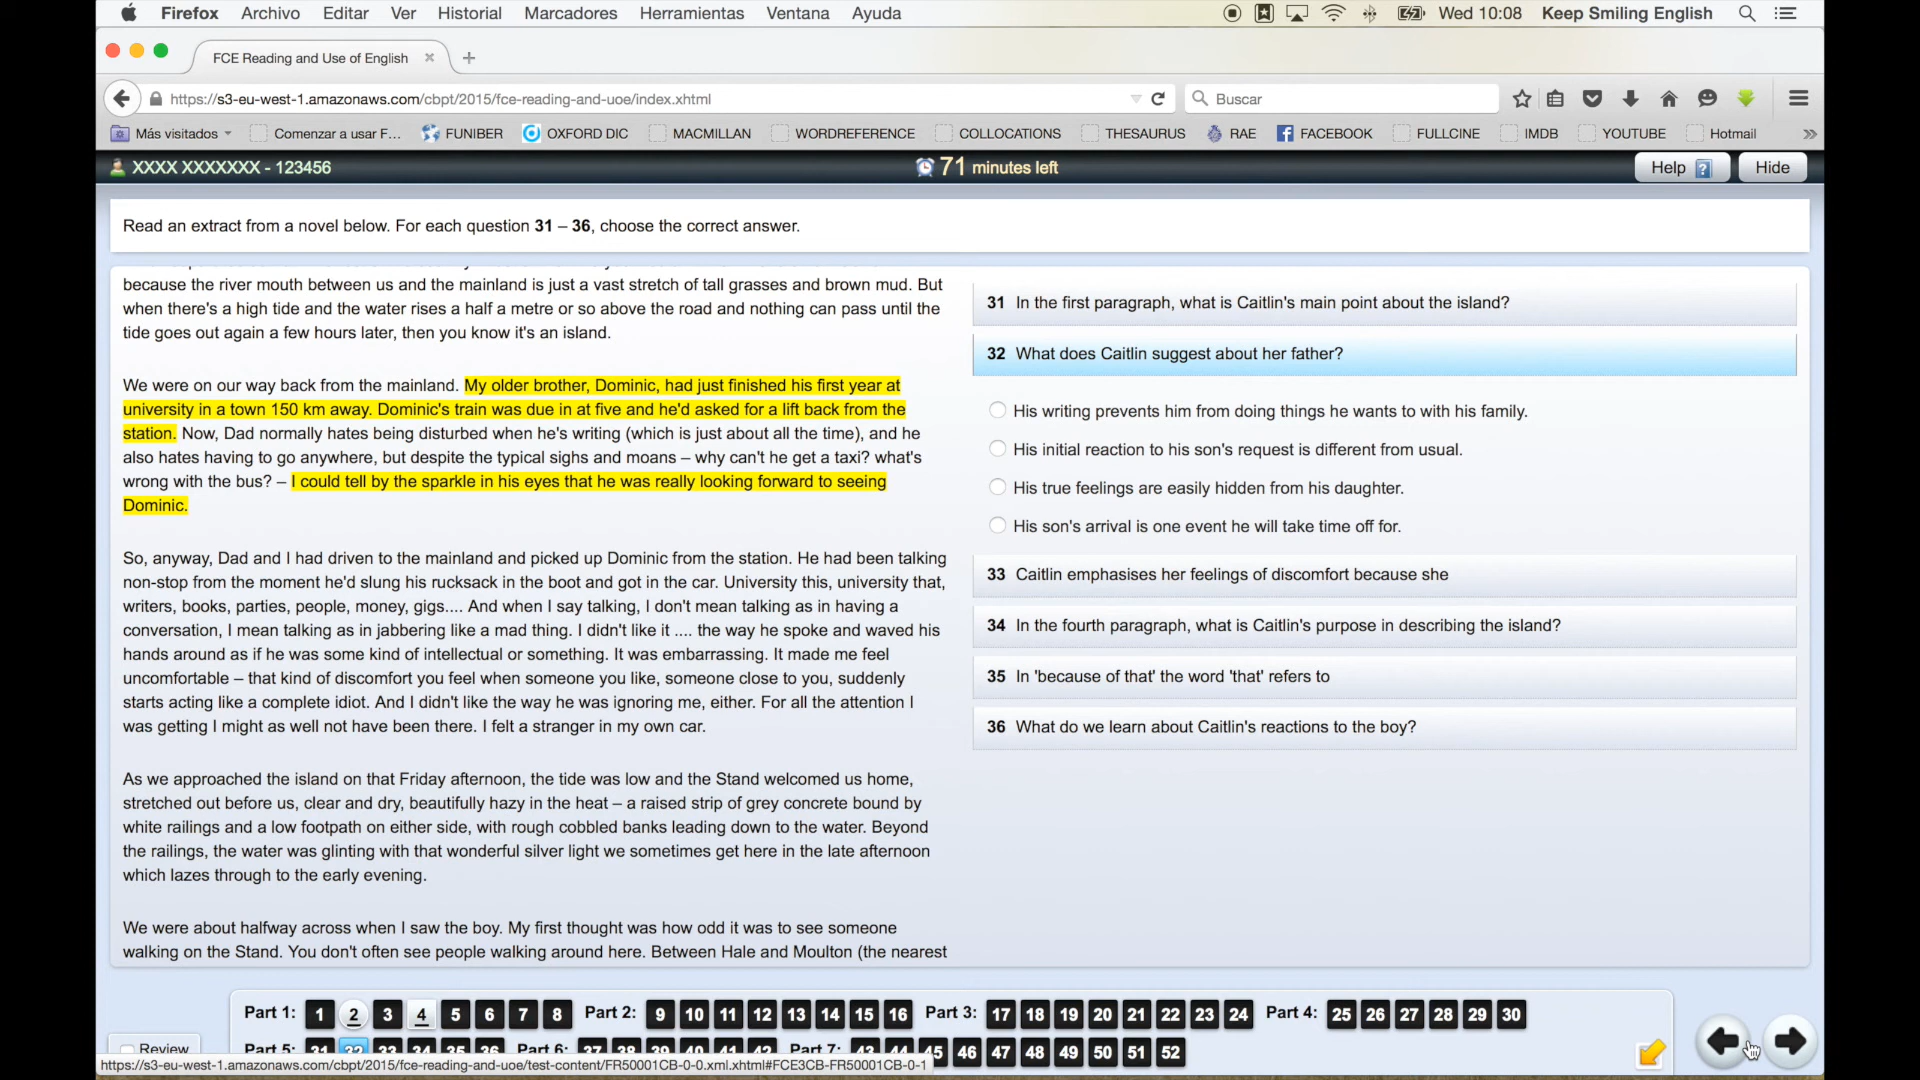 Firefox Archivo Editar Ver Historial Marcadores Herramientas Ventana Ayuda Wed 10:08 Keep Smiling English
FCE Reading and Use of English
https://s3-eu-west-1.amazonaws.com/cbpt/2015/fce-reading-and-uoe/index.xhtml Buscar
Más visitados Comenzar a usar F... FUNIBER OXFORD DIC MACMILLAN WORDREFERENCE COLLOCATIONS THESAURUS RAE FACEBOOK FULLCINE IMDB YOUTUBE Hotmail
XXXX XXXXXXX - 123456 71 minutes left Help ? Hide
Read an extract from a novel below. For each question 31 – 36, choose the correct answer.
because the river mouth between us and the mainland is just a vast stretch of tall grasses and brown mud. But
when there's a high tide and the water rises a half a metre or so above the road and nothing can pass until the
tide goes out again a few hours later, then you know it's an island.
We were on our way back from the mainland. My older brother, Dominic, had just finished his first year at
university in a town 150 km away. Dominic's train was due in at five and he'd asked for a lift back from the
station. Now, Dad normally hates being disturbed when he's writing (which is just about all the time), and he
also hates having to go anywhere, but despite the typical sighs and moans – why can't he get a taxi? what's
wrong with the bus? – I could tell by the sparkle in his eyes that he was really looking forward to seeing
Dominic.
So, anyway, Dad and I had driven to the mainland and picked up Dominic from the station. He had been talking
non-stop from the moment he'd slung his rucksack in the boot and got in the car. University this, university that,
writers, books, parties, people, money, gigs.... And when I say talking, I don't mean talking as in having a
conversation, I mean talking as in jabbering like a mad thing. I didn't like it .... the way he spoke and waved his
hands around as if he was some kind of intellectual or something. It was embarrassing. It made me feel
uncomfortable – that kind of discomfort you feel when someone you like, someone close to you, suddenly
starts acting like a complete idiot. And I didn't like the way he was ignoring me, either. For all the attention I
was getting I might as well not have been there. I felt a stranger in my own car.
As we approached the island on that Friday afternoon, the tide was low and the Stand welcomed us home,
stretched out before us, clear and dry, beautifully hazy in the heat – a raised strip of grey concrete bound by
white railings and a low footpath on either side, with rough cobbled banks leading down to the water. Beyond
the railings, the water was glinting with that wonderful silver light we sometimes get here in the late afternoon
which lazes through to the early evening.
We were about halfway across when I saw the boy. My first thought was how odd it was to see someone
walking on the Stand. You don't often see people walking around here. Between Hale and Moulton (the nearest
31 In the first paragraph, what is Caitlin's main point about the island?
32 What does Caitlin suggest about her father?
His writing prevents him from doing things he wants to with his family.
His initial reaction to his son's request is different from usual.
His true feelings are easily hidden from his daughter.
His son's arrival is one event he will take time off for.
33 Caitlin emphasises her feelings of discomfort because she
34 In the fourth paragraph, what is Caitlin's purpose in describing the island?
35 In 'because of that' the word 'that' refers to
36 What do we learn about Caitlin's reactions to the boy?
Part 1: 1 2 3 4 5 6 7 8 Part 2: 9 10 11 12 13 14 15 16 Part 3: 17 18 19 20 21 22 23 24 Part 4: 25 26 27 28 29 30
Review Part 5: 31 32 33 34 35 36 Part 6: 37 38 39 40 41 42 Part 7: 43 44 45 46 47 48 49 50 51 52
https://s3-eu-west-1.amazonaws.com/cbpt/2015/fce-reading-and-uoe/test-content/FR50001CB-0-0.xml.xhtml#FCE3CB-FR50001CB-0-1